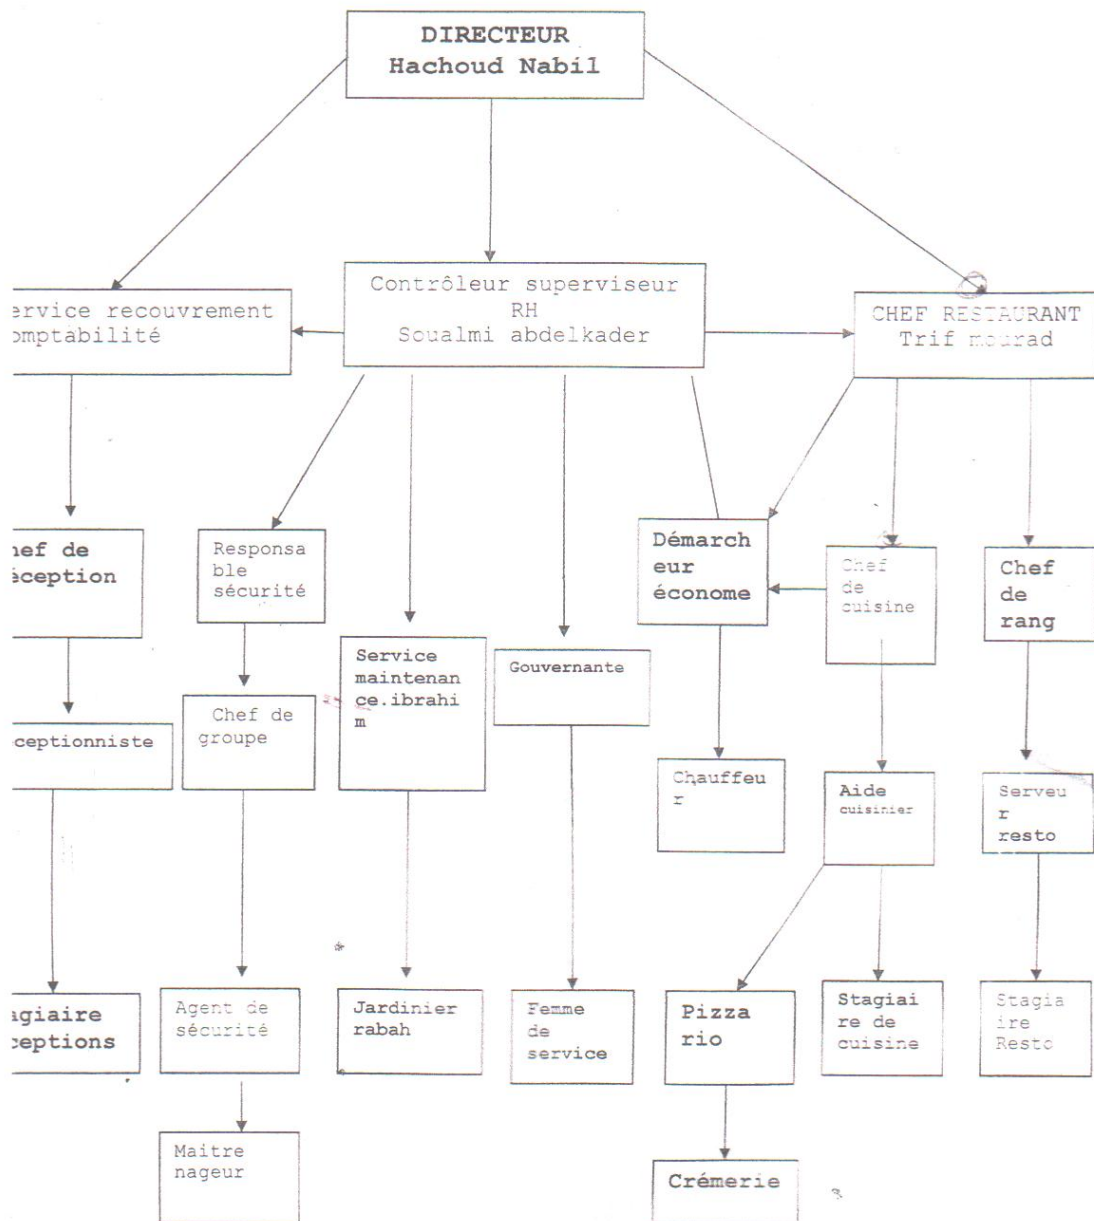 DIRECTEUR
Hachoud Nabil
Contrôleur superviseur
RH
Soualmi abdelkader
ervice recouvrement
omptabilité
CHEF RESTAURANT
Trif mourad
hef de
éception
Responsa
ble
sécurité
Démarch
eur
économe
Chef
de
cuisine
Chef
de
rang
Service
maintenan
ce.ibrahi
m
Gouvernante
Chef de
groupe
ceptionniste
Chauffeu
r
Aide
cuisinier
Serveu
r
resto
agiaire
ceptions
Agent de
sécurité
Jardinier
rabah
Femme
de
service
Pizza
rio
Stagiai
re de
cuisine
Stagia
ire
Resto
Maitre
nageur
Crémerie